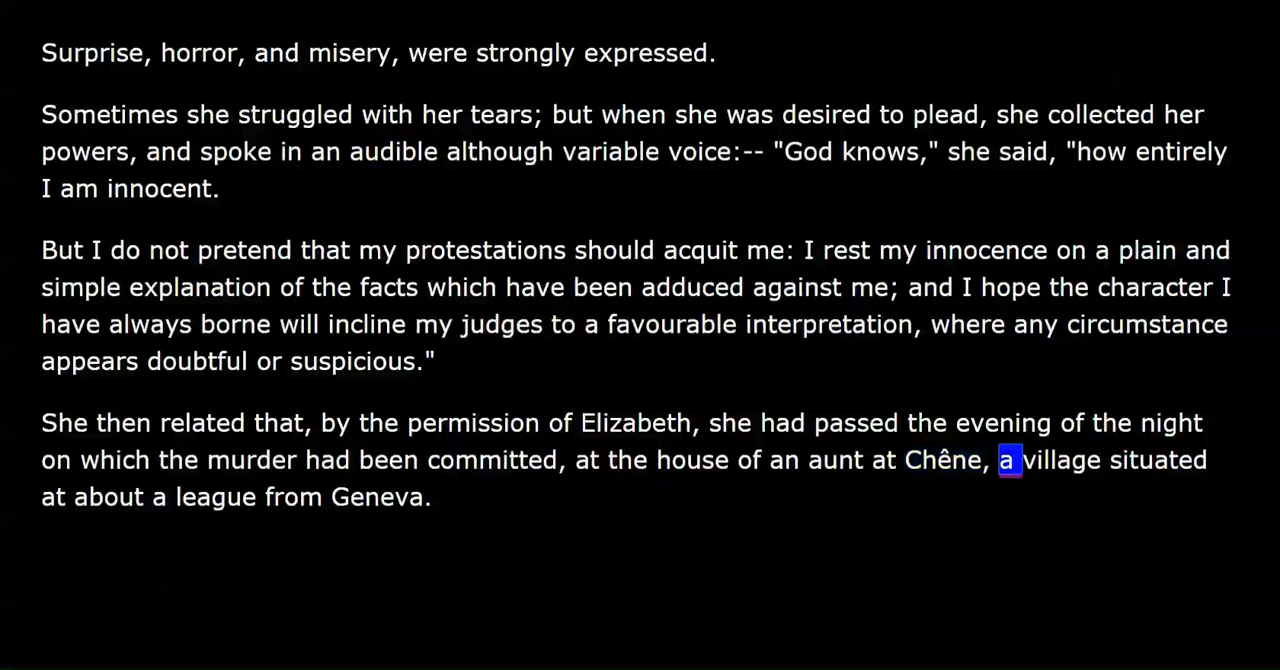 Surprise, horror, and misery, were strongly expressed.
Sometimes she struggled with her tears; but when she was desired to plead, she collected her
powers, and spoke in an audible although variable voice:-- "God knows," she said, "how entirely
I am innocent.
But I do not pretend that my protestations should acquit me: I rest my innocence on a plain and
simple explanation of the facts which have been adduced against me; and I hope the character I
have always borne will incline my judges to a favourable interpretation, where any circumstance
appears doubtful or suspicious."
She then related that, by the permission of Elizabeth, she had passed the evening of the night
on which the murder had been committed, at the house of an aunt at Chêne, a village situated
at about a league from Geneva.